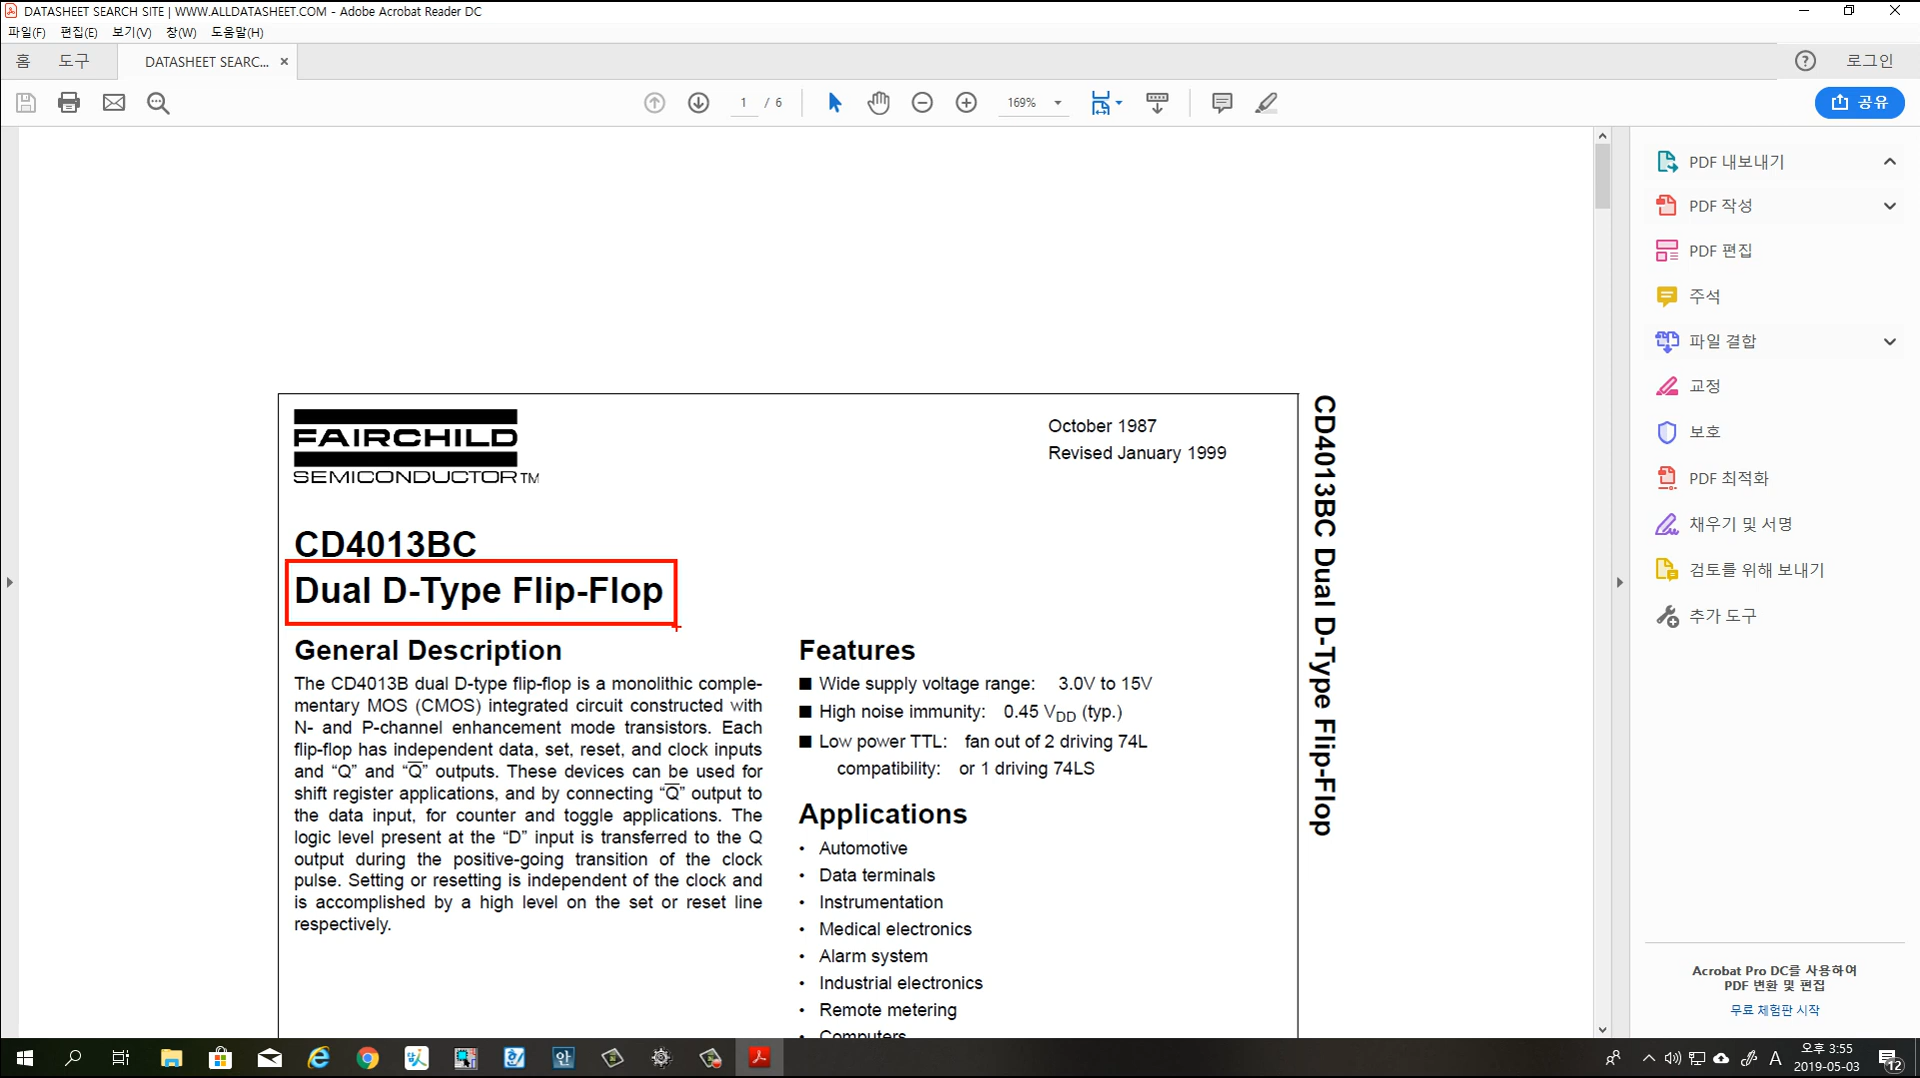 DATASHEET SEARCH SITE | WWW.ALLDATASHEET.COM - Adobe Acrobat Reader DC
파일(F) 편집(E) 보기(V) 창(W) 도움말(H)
홈 도구 DATASHEET SEARC... × ? 로그인
1 / 6 169% 공유
PDF 내보내기
PDF 작성
PDF 편집
주석
파일 결합
교정
보호
PDF 최적화
채우기 및 서명
검토를 위해 보내기
추가 도구
Acrobat Pro DC를 사용하여
PDF 변환 및 편집
무료 체험판 시작
FAIRCHILD
SEMICONDUCTOR™
October 1987
Revised January 1999
CD4013BC
Dual D-Type Flip-Flop
General Description
The CD4013B dual D-type flip-flop is a monolithic comple-
mentary MOS (CMOS) integrated circuit constructed with
N- and P-channel enhancement mode transistors. Each
flip-flop has independent data, set, reset, and clock inputs
and “Q” and “Q̅” outputs. These devices can be used for
shift register applications, and by connecting “Q̅” output to
the data input, for counter and toggle applications. The
logic level present at the “D” input is transferred to the Q
output during the positive-going transition of the clock
pulse. Setting or resetting is independent of the clock and
is accomplished by a high level on the set or reset line
respectively.
Features
■ Wide supply voltage range: 3.0V to 15V
■ High noise immunity: 0.45 VDD (typ.)
■ Low power TTL: fan out of 2 driving 74L
compatibility: or 1 driving 74LS
Applications
• Automotive
• Data terminals
• Instrumentation
• Medical electronics
• Alarm system
• Industrial electronics
• Remote metering
• Computers
CD4013BC Dual D-Type Flip-Flop
A 오후 3:55
2019-05-03
12